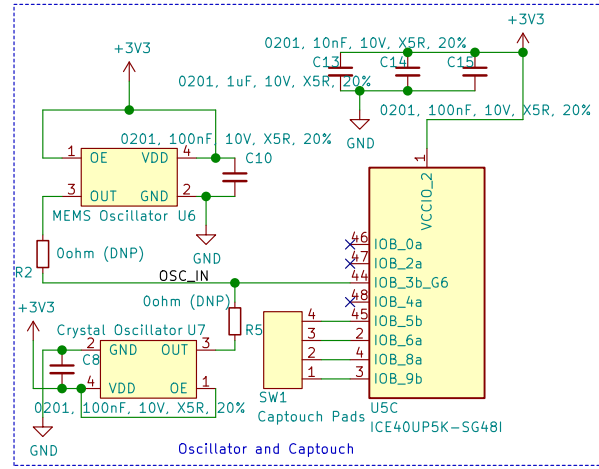 +3V3
+3V3
0201, 10nF, 10V, X5R, 20%
C13 C14 C15
0201, 1uF, 10V, X5R, 20%
0201, 100nF, 10V, X5R, 20%
GND
0201, 100nF, 10V, X5R, 20%
C10
1 OE VDD 4
3 OUT GND 2
MEMS Oscillator U6
GND
1
VCCIO_2
46 IOB_0a
47 IOB_2a
44 IOB_3b_G6
48 IOB_4a
45 IOB_5b
2 IOB_6a
4 IOB_8a
3 IOB_9b
U5C
ICE40UP5K-SG48I
R2
0ohm (DNP)
OSC_IN
0ohm (DNP)
R5
+3V3
Crystal Oscillator U7
2 GND OUT 3
C8
4 VDD OE 1
0201, 100nF, 10V, X5R, 20%
GND
4
3
2
1
SW1
Captouch Pads
Oscillator and Captouch